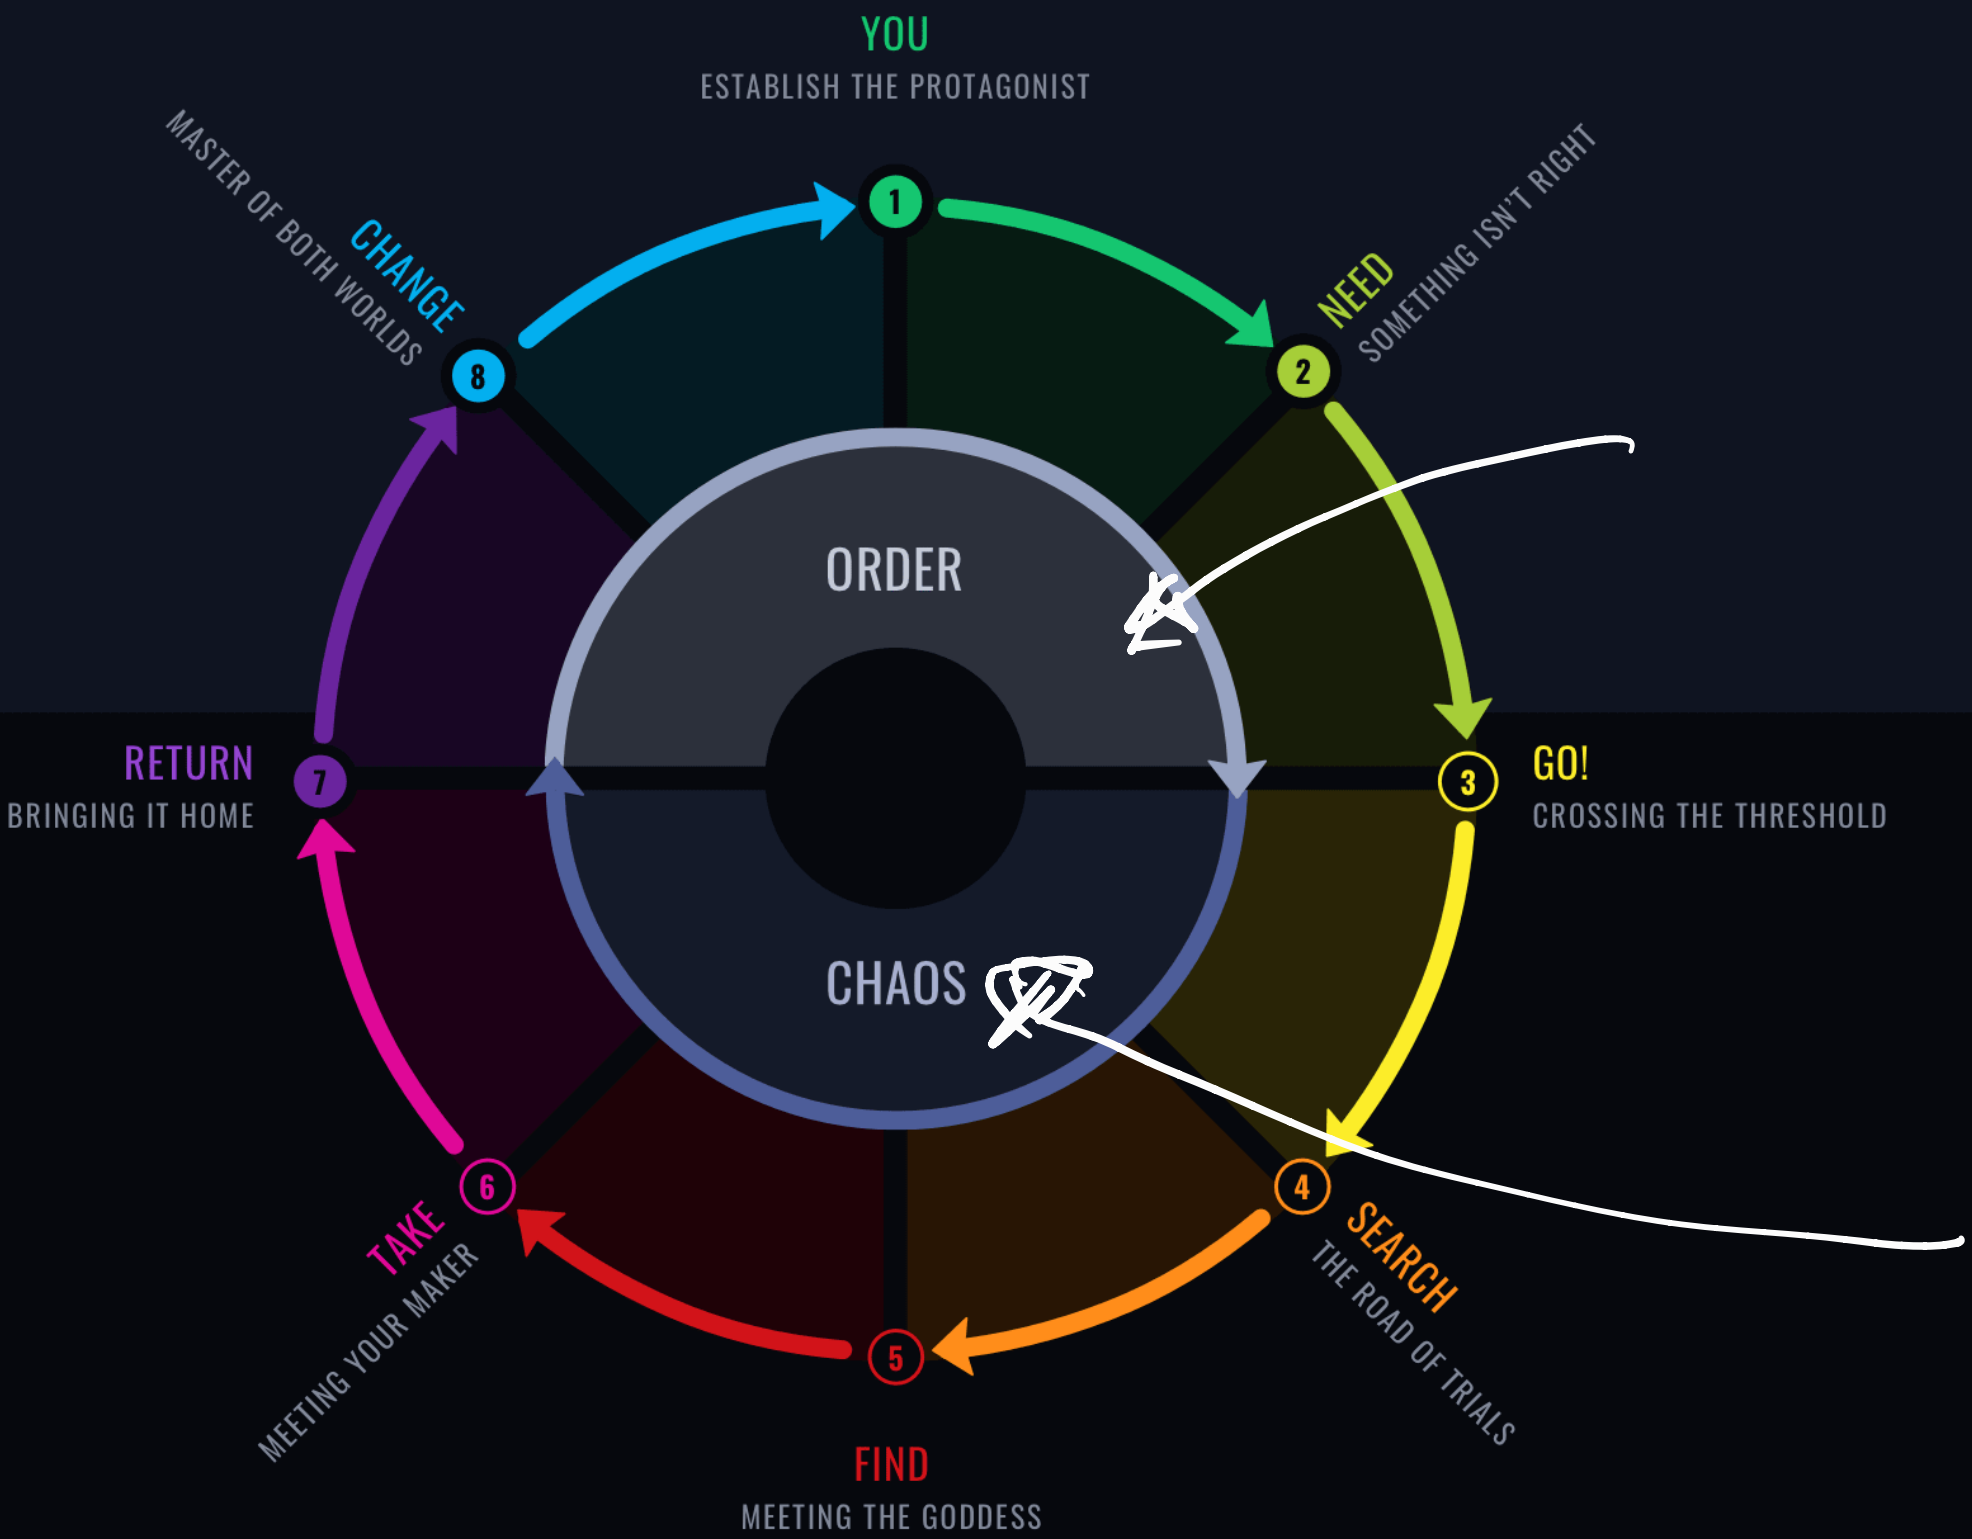 YOU
ESTABLISH THE PROTAGONIST
1
NEED
SOMETHING ISN'T RIGHT
2
GO!
CROSSING THE THRESHOLD
3
SEARCH
THE ROAD OF TRIALS
4
FIND
MEETING THE GODDESS
5
TAKE
MEETING YOUR MAKER
6
RETURN
BRINGING IT HOME
7
CHANGE
MASTER OF BOTH WORLDS
8
ORDER
CHAOS